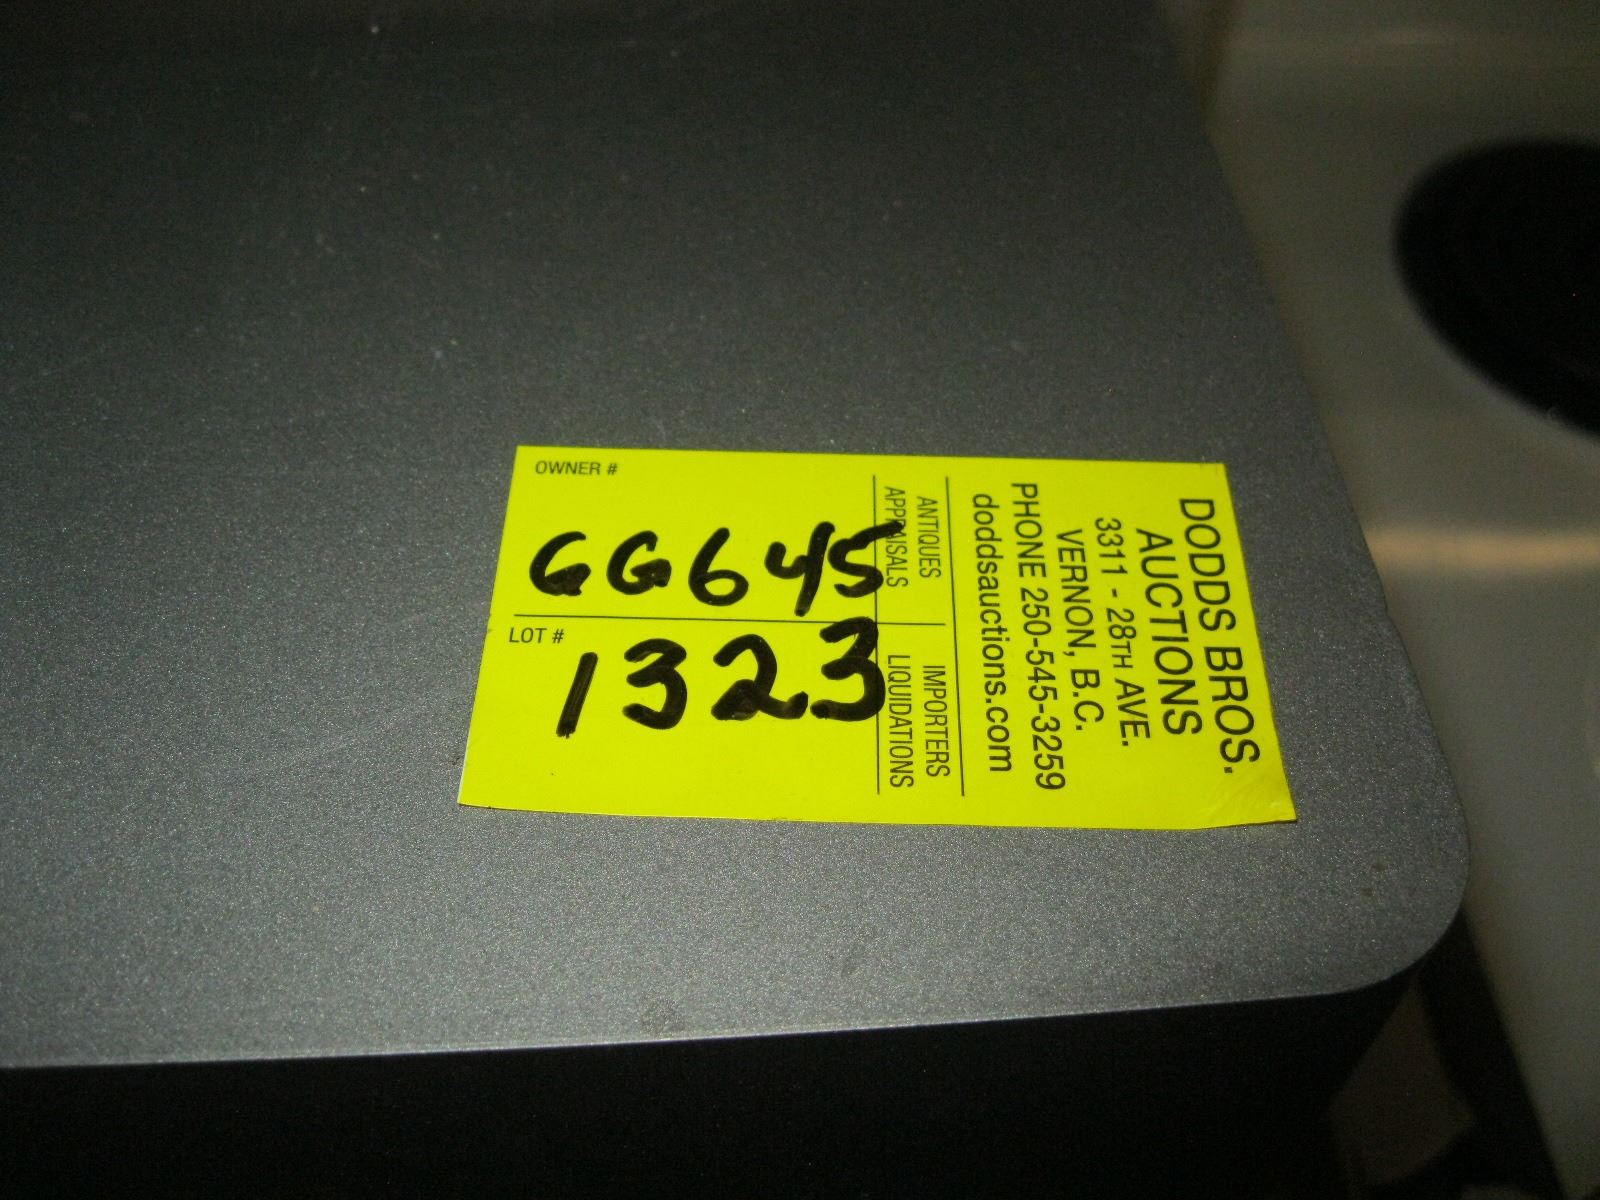 DODDS BROS.
AUCTIONS
3311 - 28TH AVE.
VERNON, B.C.
PHONE 250-545-3259
doddsauctions.com
ANTIQUES
APPRAISALS
IMPORTERS
LIQUIDATIONS
OWNER #
GG645
LOT #
1323